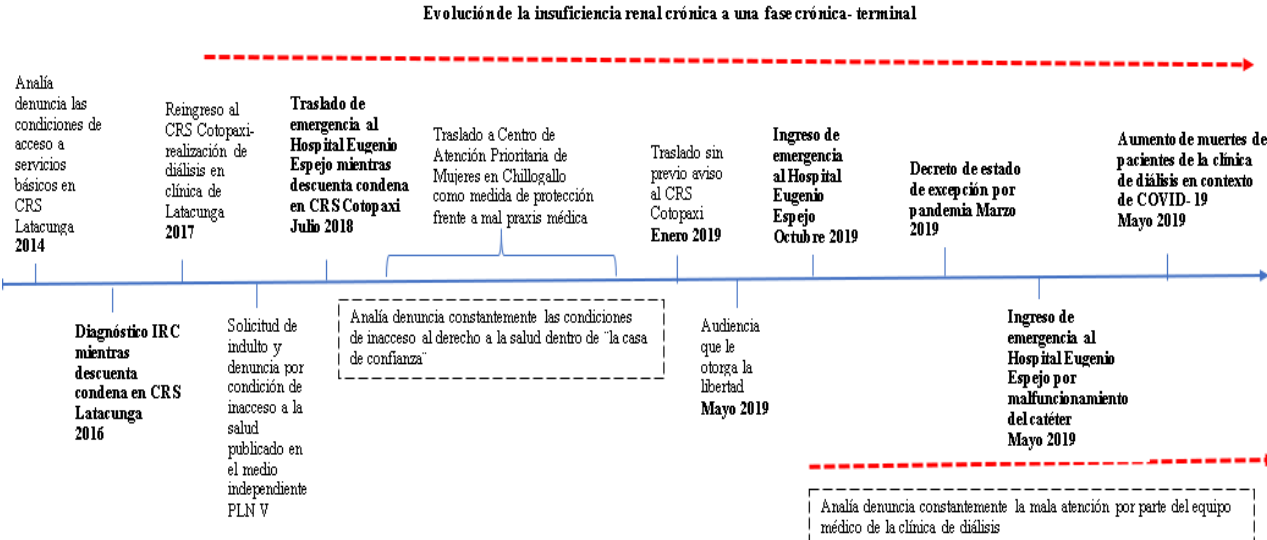 Evolución de la insuficiencia renal crónica a una fase crónica- terminal
Analía
denuncia las
condiciones de
acceso a
servicios
básicos en
CRS
Latacunga
2014
Reingreso al
CRS Cotopaxi-
realización de
diálisis en
clínica de
Latacunga
2017
Traslado de
emergencia al
Hospital Eugenio
Espejo mientras
descuenta condena
en CRS Cotopaxi
Julio 2018
Traslado a Centro de
Atención Prioritaria de
Mujeres en Chillogallo
como medida de protección
frente a mal praxis médica
Traslado sin
previo aviso
al CRS
Cotopaxi
Enero 2019
Ingreso de
emergencia
al Hospital
Eugenio
Espejo
Octubre 2019
Decreto de estado
de excepción por
pandemia Marzo
2019
Aumento de muertes de
pacientes de la clínica
de diálisis en contexto
de COVID- 19
Mayo 2019
Diagnóstico IRC
mientras
descuenta
condena en CRS
Latacunga
2016
Solicitud de
indulto y
denuncia por
condición de
inacceso a la
salud
publicado en
el medio
independiente
PLN V
Analía denuncia constantemente las condiciones
de inacceso al derecho a la salud dentro de ¨la casa
de confianza¨
Audiencia
que le
otorga la
libertad
Mayo 2019
Ingreso de
emergencia al
Hospital Eugenio
Espejo por
malfuncionamiento
del catéter
Mayo 2019
Analía denuncia constantemente la mala atención por parte del equipo
médico de la clínica de diálisis